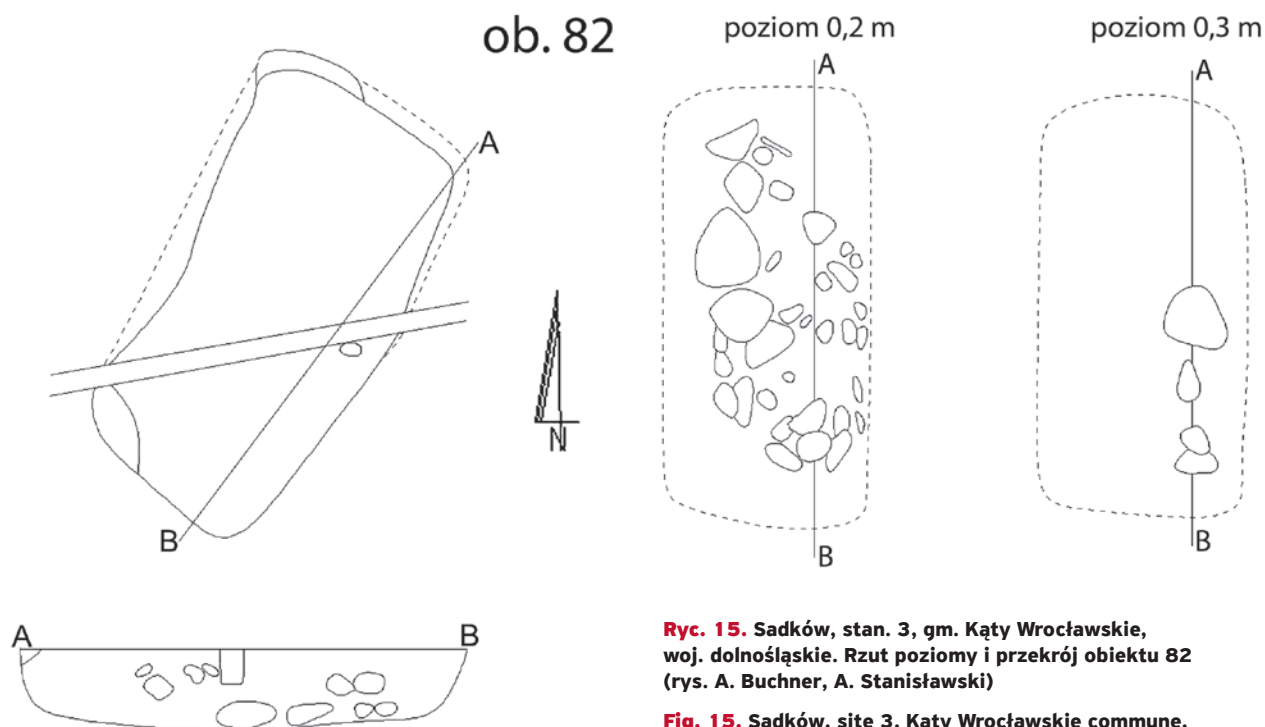 ob. 82
poziom 0,2 m
poziom 0,3 m
A
A
A
B
N
B
B
A
B
Ryc. 15. Sadków, stan. 3, gm. Kąty Wrocławskie,
woj. dolnośląskie. Rzut poziomy i przekrój obiektu 82
(rys. A. Buchner, A. Stanisławski)
Fig. 15. Sadków, site 3, Kąty Wrocławskie commune,